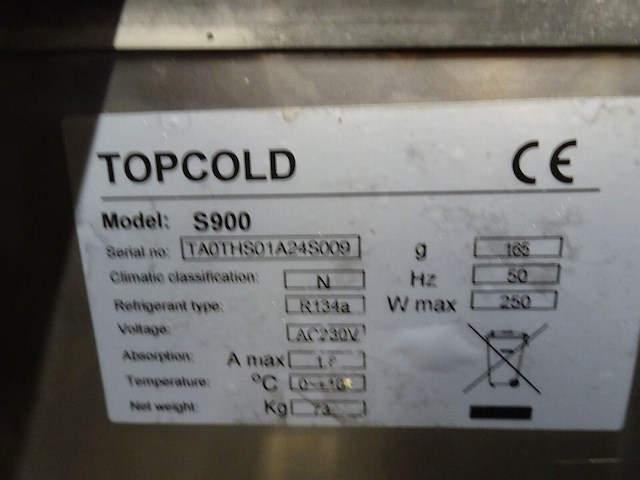 TOPCOLD CE
Model: S900
Serial no: TA0THS01A24S009 g 165
Climatic classification: N Hz 50
Refrigerant type: R134a W max 250
Voltage: AC230V
Absorption: A max
Temperature: °C
Net weight: Kg